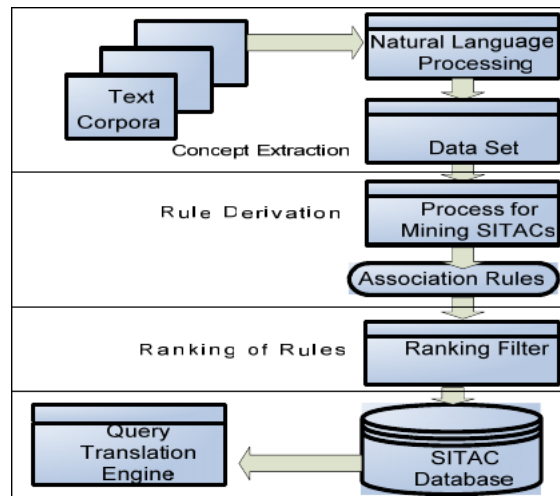 Natural Language
Processing
Text
Corpora
Concept Extraction
Data Set
Rule Derivation
Process for
Mining SITACs
Association Rules
Ranking of Rules
Ranking Filter
Query
Translation
Engine
SITAC
Database